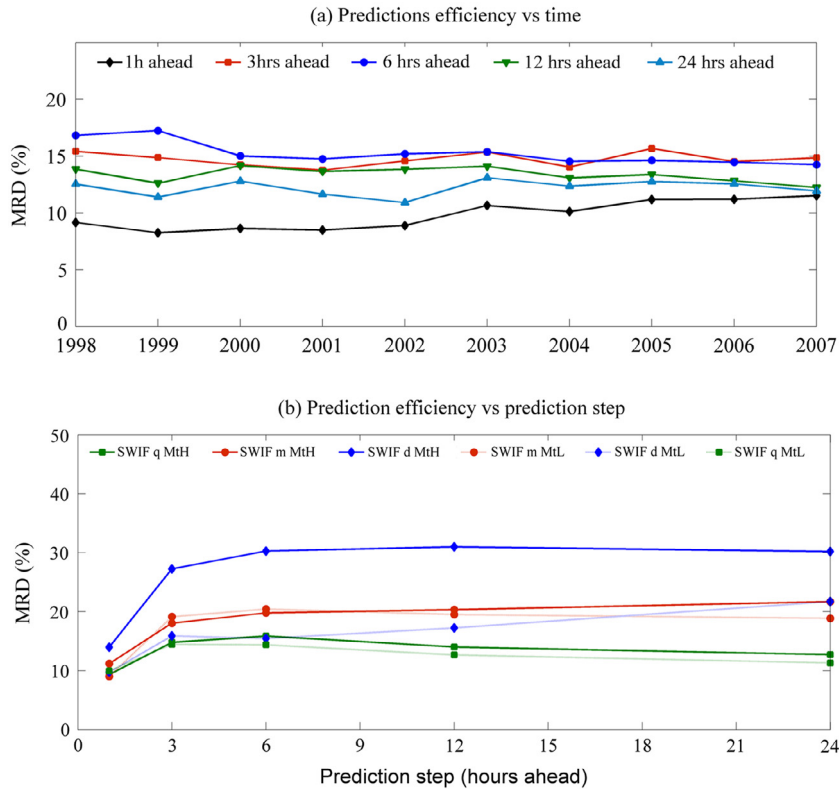 (a) Predictions efficiency vs time
1h ahead 3hrs ahead 6 hrs ahead 12 hrs ahead 24 hrs ahead
20
15
10
5
0
MRD (%)
1998 1999 2000 2001 2002 2003 2004 2005 2006 2007
(b) Prediction efficiency vs prediction step
50
SWIF q MtH SWIF m MtH SWIF d MtH SWIF m MtL SWIF d MtL SWIF q MtL
40
30
20
10
0
MRD (%)
0 3 6 9 12 15 18 21 24
Prediction step (hours ahead)